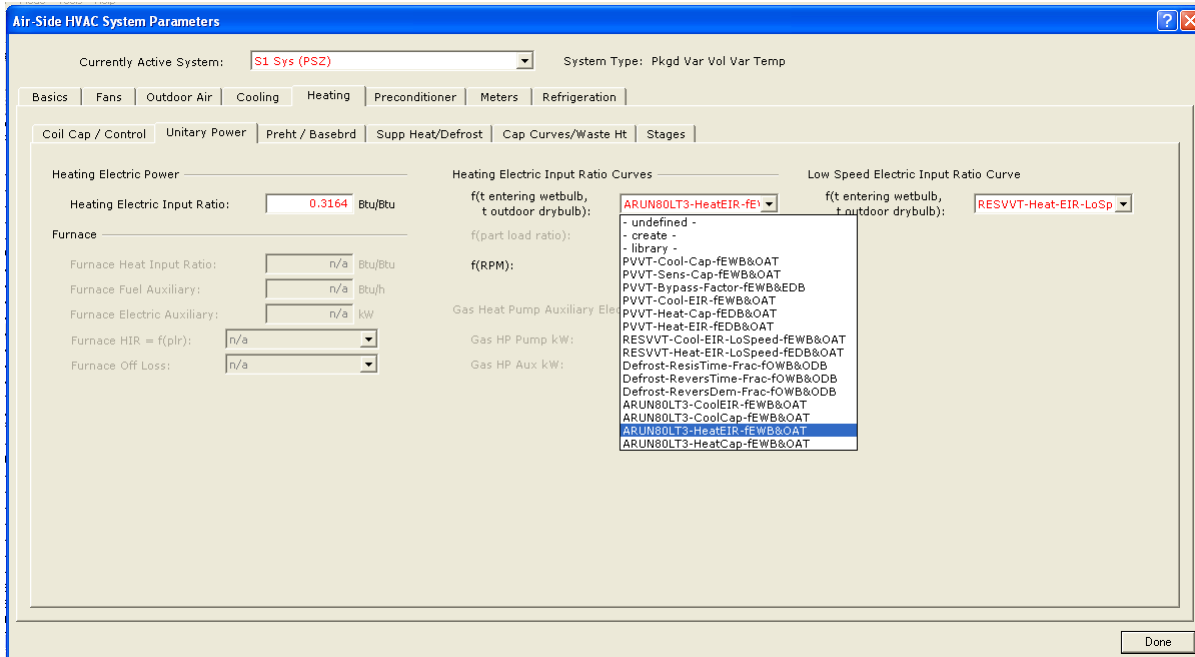 Air-Side HVAC System Parameters
Currently Active System: S1 Sys (PSZ) System Type: Pkgd Var Vol Var Temp
Basics Fans Outdoor Air Cooling Heating Preconditioner Meters Refrigeration
Coil Cap / Control Unitary Power Preht / Basebrd Supp Heat/Defrost Cap Curves/Waste Ht Stages
Heating Electric Power
Heating Electric Input Ratio: 0.3164 Btu/Btu
Furnace
Furnace Heat Input Ratio: n/a Btu/Btu
Furnace Fuel Auxiliary: n/a Btu/h
Furnace Electric Auxiliary: n/a kW
Furnace HIR = f(plr): n/a
Furnace Off Loss: n/a
Heating Electric Input Ratio Curves
f(t entering wetbulb,
t outdoor drybulb): ARUN80LT3-HeatEIR-fE
f(part load ratio):
f(RPM):
Gas Heat Pump Auxiliary Ele
Gas HP Pump kW:
Gas HP Aux kW:
- undefined -
- create -
- library -
PVVT-Cool-Cap-fEWB&OAT
PVVT-Sens-Cap-fEWB&OAT
PVVT-Bypass-Factor-fEWB&EDB
PVVT-Cool-EIR-fEWB&OAT
PVVT-Heat-Cap-fEDB&OAT
PVVT-Heat-EIR-fEDB&OAT
RESVVT-Cool-EIR-LoSpeed-fEWB&OAT
RESVVT-Heat-EIR-LoSpeed-fEDB&OAT
Defrost-ResisTime-Frac-fOWB&ODB
Defrost-ReversTime-Frac-fOWB&ODB
Defrost-ReversDem-Frac-fOWB&ODB
ARUN80LT3-CoolEIR-fEWB&OAT
ARUN80LT3-CoolCap-fEWB&OAT
ARUN80LT3-HeatEIR-fEWB&OAT
ARUN80LT3-HeatCap-fEWB&OAT
Low Speed Electric Input Ratio Curve
f(t entering wetbulb,
t outdoor drybulb): RESVVT-Heat-EIR-LoSp
Done